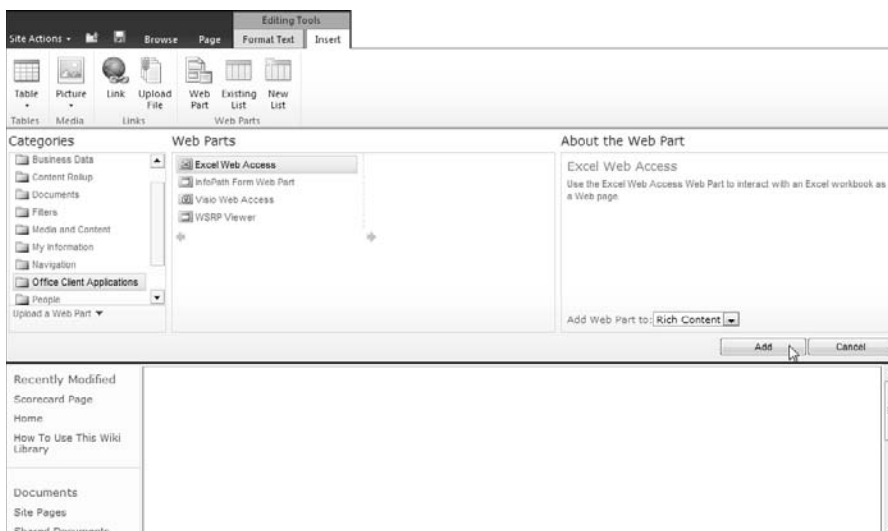 Editing Tools
Site Actions Browse Page Format Text Insert
Table Picture Link Upload File Web Part Existing List New List
Tables Media Links Web Parts
Categories
Business Data
Content Rollup
Documents
Filters
Media and Content
My Information
Navigation
Office Client Applications
People
Upload a Web Part
Web Parts
Excel Web Access
InfoPath Form Web Part
Visio Web Access
WSRP Viewer
About the Web Part
Excel Web Access
Use the Excel Web Access Web Part to interact with an Excel workbook as
a Web page.
Add Web Part to: Rich Content
Add Cancel
Recently Modified
Scorecard Page
Home
How To Use This Wiki
Library
Documents
Site Pages
Shared Documents